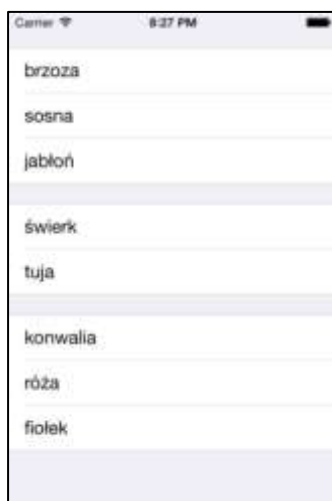 Carrier 8:27 PM
brzoza
sosna
jabłoń
świerk
tuja
konwalia
róża
fiołek